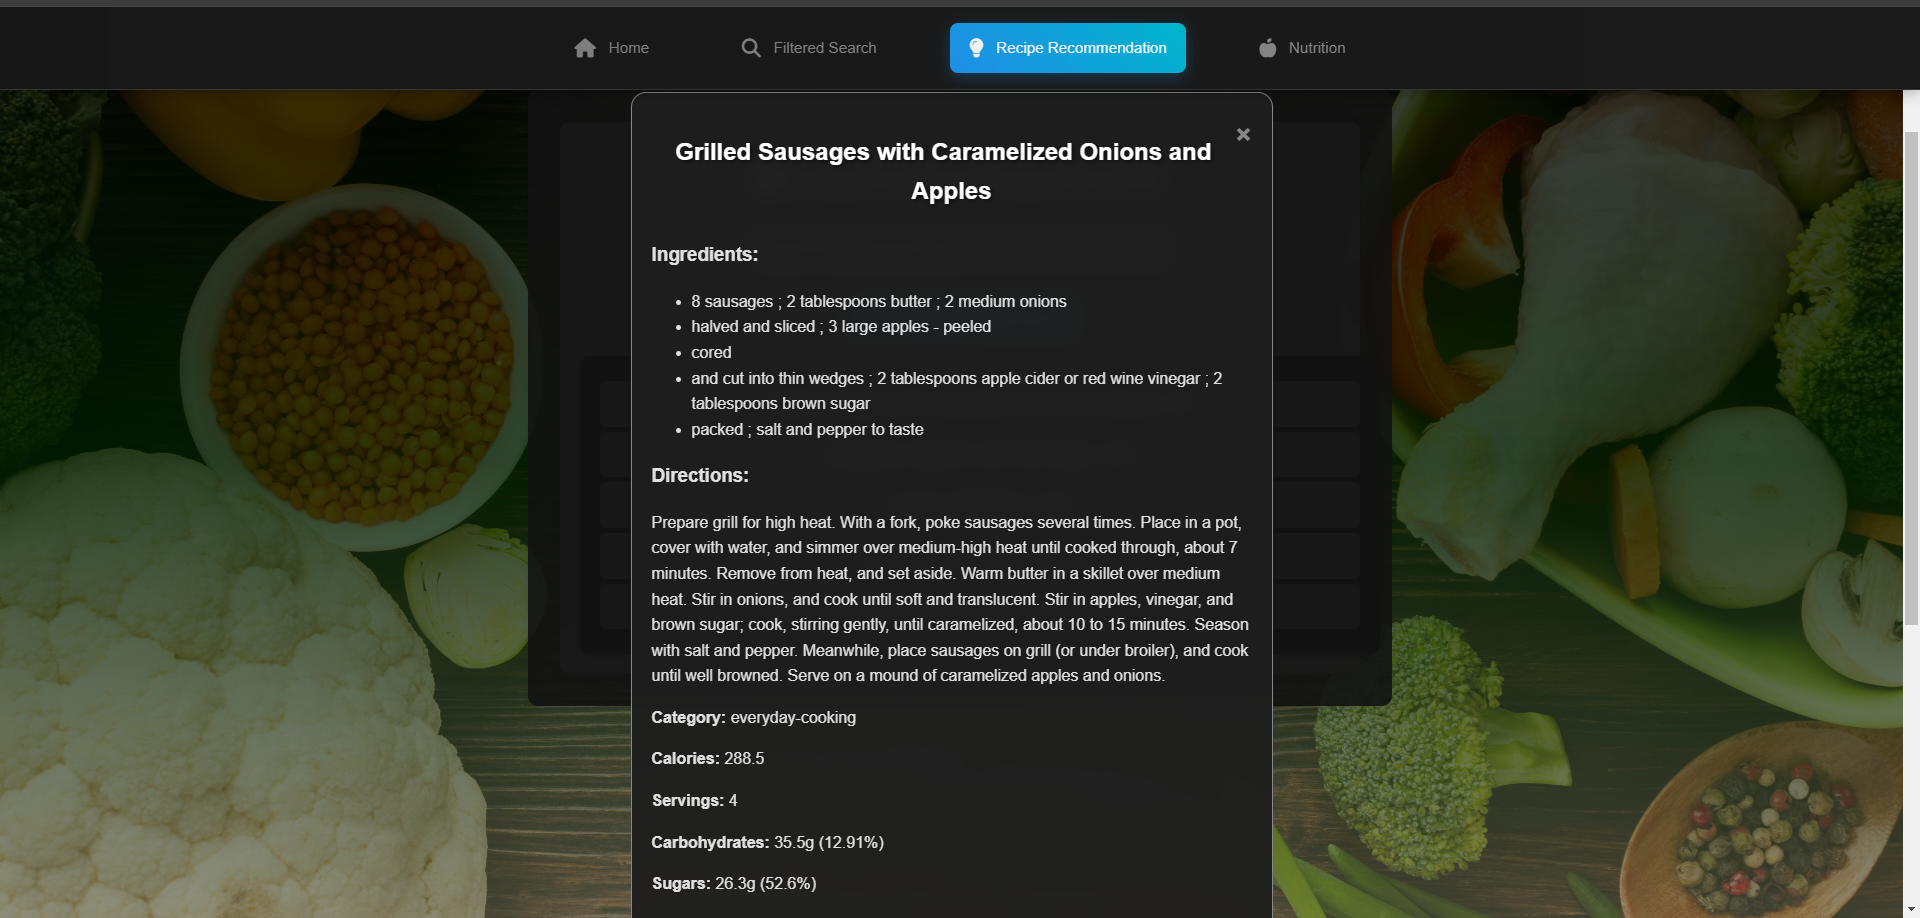 Home
Filtered Search
Recipe Recommendation
Nutrition
Grilled Sausages with Caramelized Onions and
Apples
Ingredients:
8 sausages ; 2 tablespoons butter ; 2 medium onions
halved and sliced ; 3 large apples - peeled
cored
and cut into thin wedges ; 2 tablespoons apple cider or red wine vinegar ; 2
tablespoons brown sugar
packed ; salt and pepper to taste
Directions:
Prepare grill for high heat. With a fork, poke sausages several times. Place in a pot,
cover with water, and simmer over medium-high heat until cooked through, about 7
minutes. Remove from heat, and set aside. Warm butter in a skillet over medium
heat. Stir in onions, and cook until soft and translucent. Stir in apples, vinegar, and
brown sugar; cook, stirring gently, until caramelized, about 10 to 15 minutes. Season
with salt and pepper. Meanwhile, place sausages on grill (or under broiler), and cook
until well browned. Serve on a mound of caramelized apples and onions.
Category: everyday-cooking
Calories: 288.5
Servings: 4
Carbohydrates: 35.5g (12.91%)
Sugars: 26.3g (52.6%)